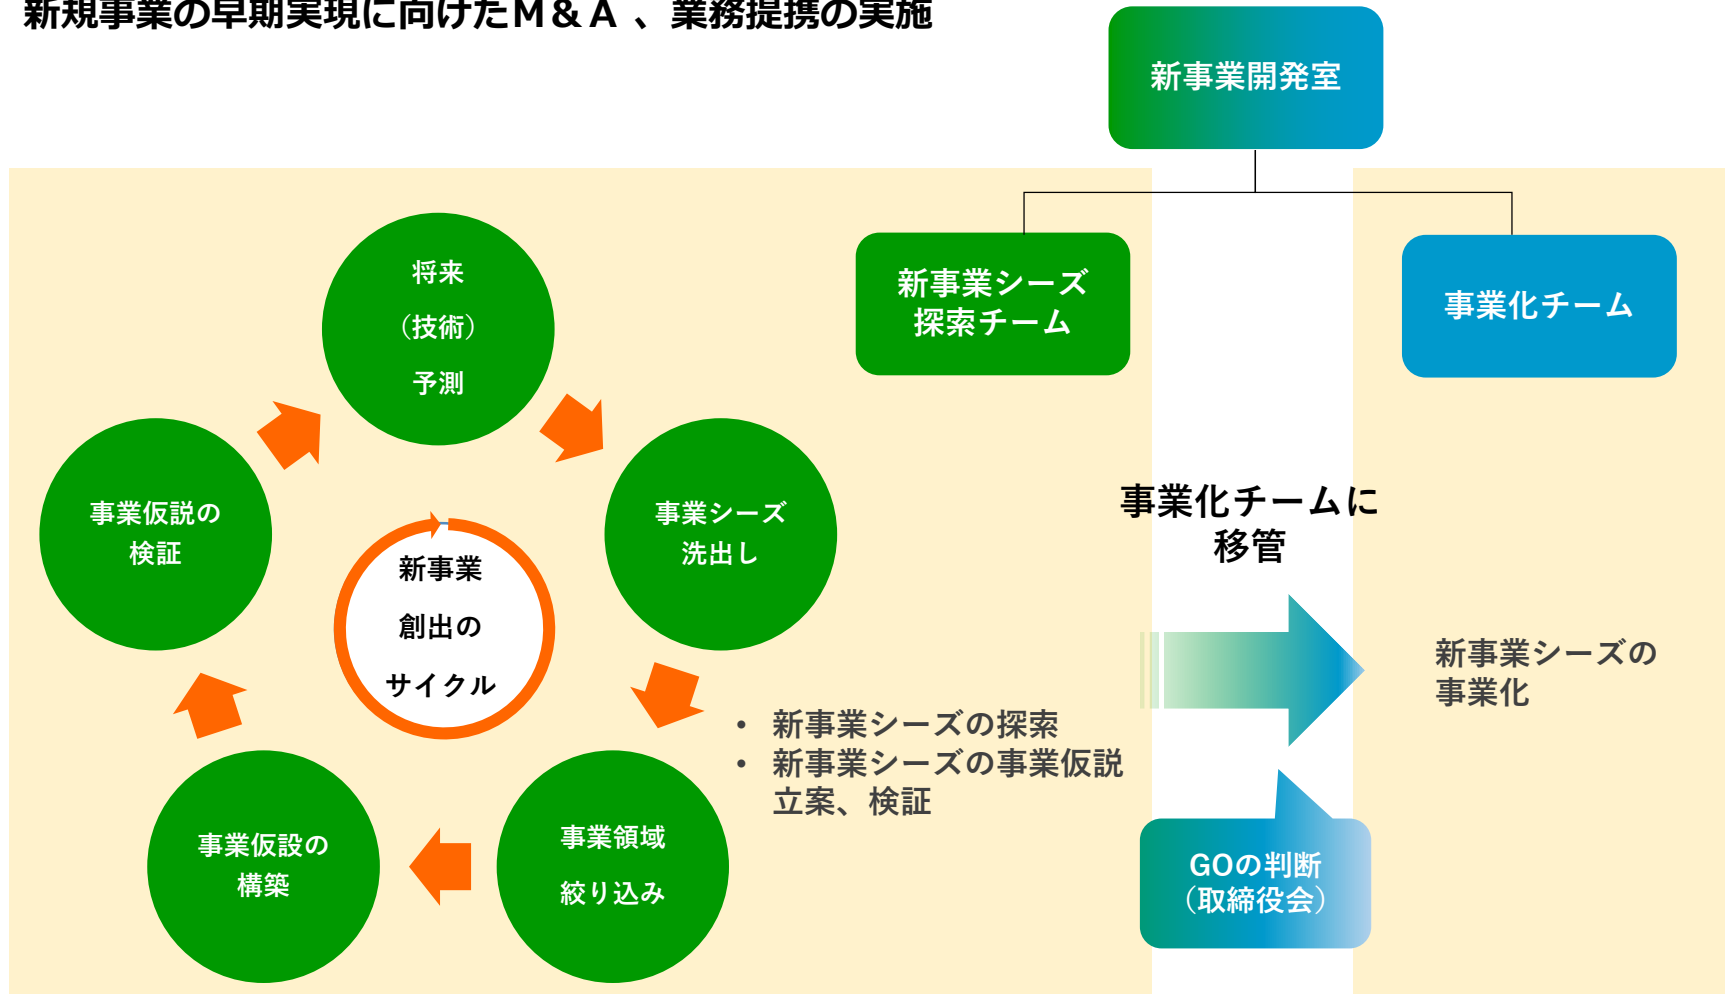 新規事業の早期実現に向けたＭ＆Ａ、業務提携の実施
新事業開発室
新事業シーズ
探索チーム
事業化チーム
将来
（技術）
予測
事業シーズ
洗出し
事業領域
絞り込み
事業仮設の
構築
事業仮説の
検証
新事業
創出の
サイクル
• 新事業シーズの探索
• 新事業シーズの事業仮説
立案、検証
事業化チームに
移管
GOの判断
（取締役会）
新事業シーズの
事業化